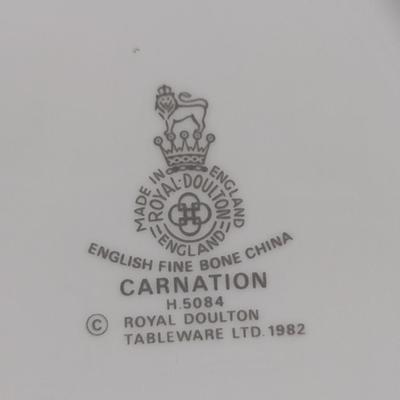 MADE IN ENGLAND
ROYAL·DOULTON
ENGLAND
ENGLISH FINE BONE CHINA
CARNATION
H.5084
© ROYAL DOULTON
TABLEWARE LTD.1982